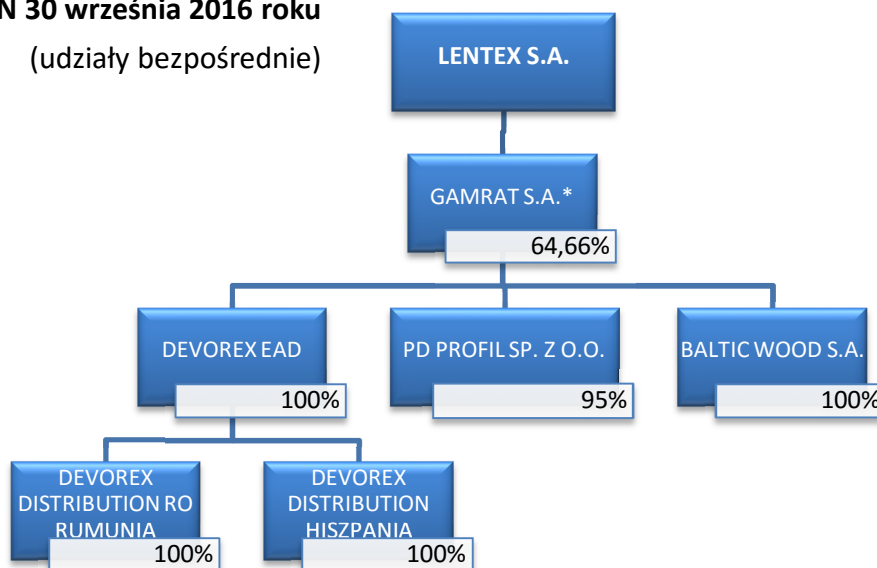 N 30 września 2016 roku
(udziały bezpośrednie)
LENTEX S.A.
GAMRAT S.A.*
64,66%
DEVOREX EAD
100%
PD PROFIL SP. Z O.O.
95%
BALTIC WOOD S.A.
100%
DEVOREX
DISTRIBUTION RO
RUMUNIA
100%
DEVOREX
DISTRIBUTION
HISZPANIA
100%